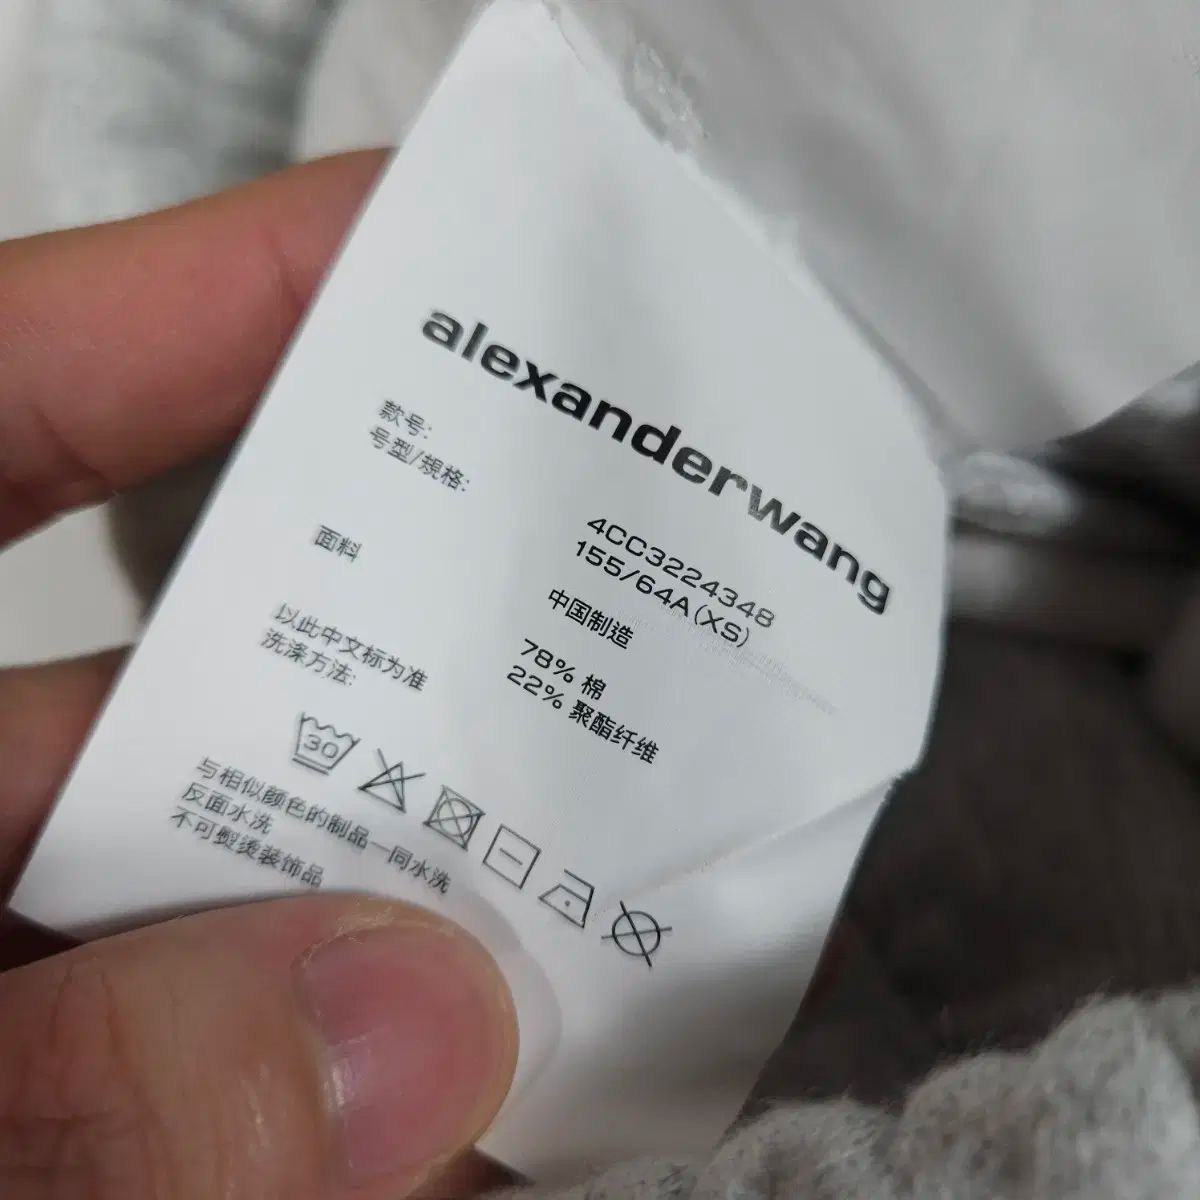 alexanderwang
款号: 4CC3224348
号型/規格: 155/64A(XS)
中国制造
面料 78% 棉
22% 聚酯纤维
以此中文标为准
洗涤方法:
30
与相似颜色的制品一同水洗
反面水洗
不可熨烫装饰品